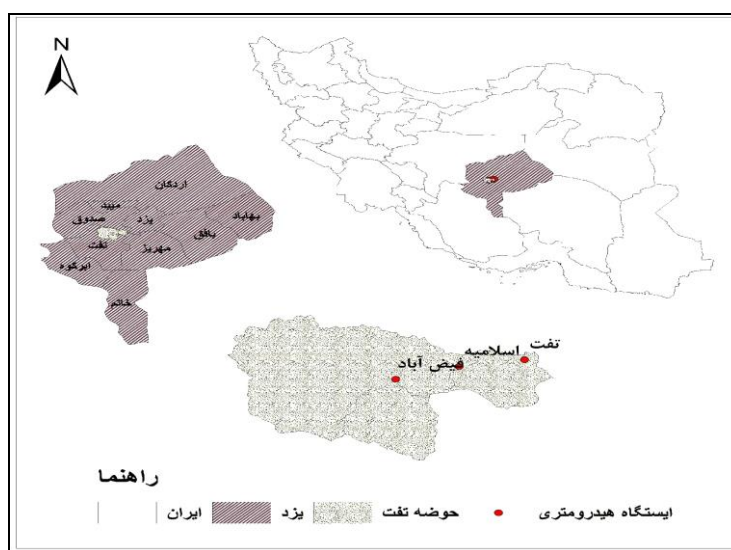 N
اردکان
میبد
صدوق
یزد
بهاباد
بافق
تفت
مهریز
ابرکوه
خاتم
تفت
اسلامیه
فیض آباد
راهنما
ایستگاه هیدرومتری
حوضه تفت
یزد
ایران